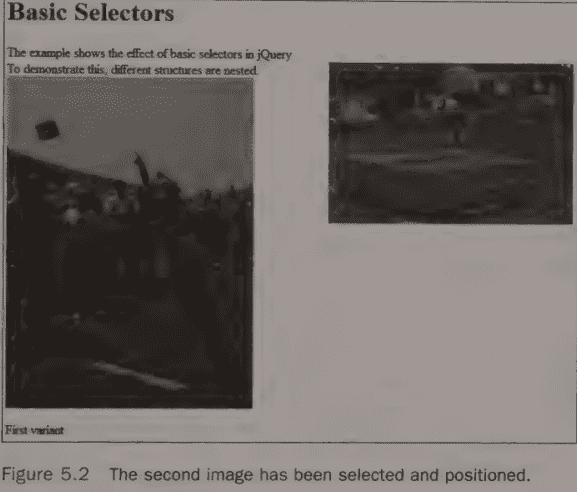 Basic Selectors
The example shows the effect of basic selectors in jQuery
To demonstrate this, different structures are nested.
First variant
Figure 5.2 The second image has been selected and positioned.